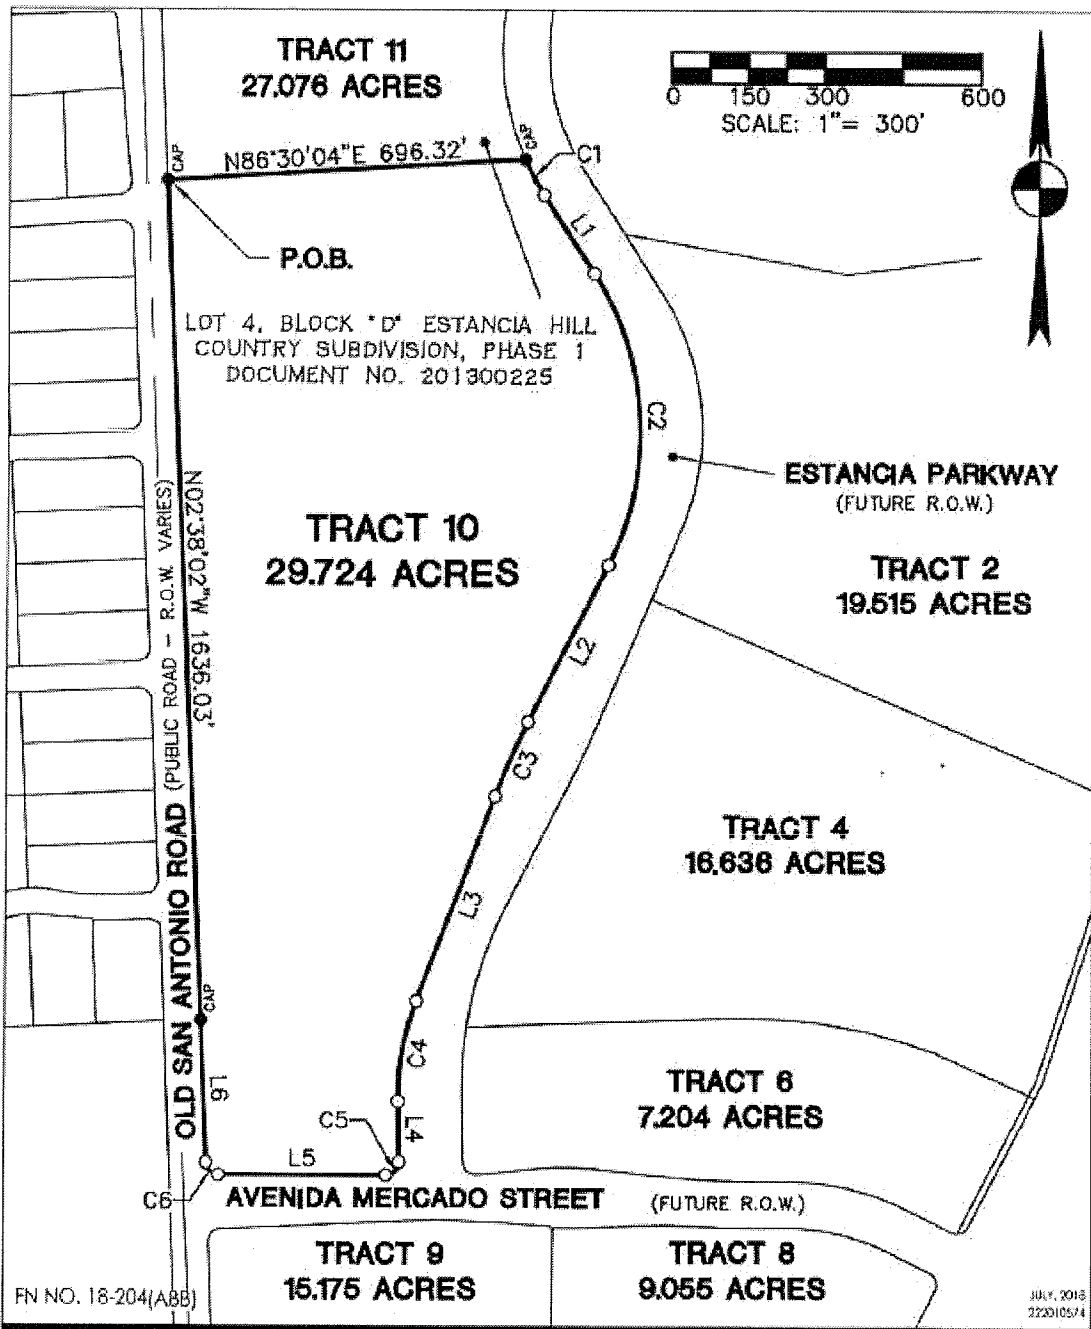 TRACT 11
27.076 ACRES
0 150 300 600
SCALE: 1"= 300'
CAP
N86°30'04"E 696.32'
CAP
C1
L1
P.O.B.
LOT 4, BLOCK "D" ESTANCIA HILL
COUNTRY SUBDIVISION, PHASE 1
DOCUMENT NO. 201300225
C2
ESTANCIA PARKWAY
(FUTURE R.O.W.)
TRACT 10
29.724 ACRES
TRACT 2
19.515 ACRES
N02°38'02"W 1636.03'
OLD SAN ANTONIO ROAD (PUBLIC ROAD - R.O.W. VARIES)
L2
C3
TRACT 4
16.636 ACRES
L3
CAP
C4
L6
TRACT 6
7.204 ACRES
C5
L4
L5
C6
AVENIDA MERCADO STREET (FUTURE R.O.W.)
TRACT 9
15.175 ACRES
TRACT 8
9.055 ACRES
FN NO. 18-204(ABB)
JULY, 2018
222010574